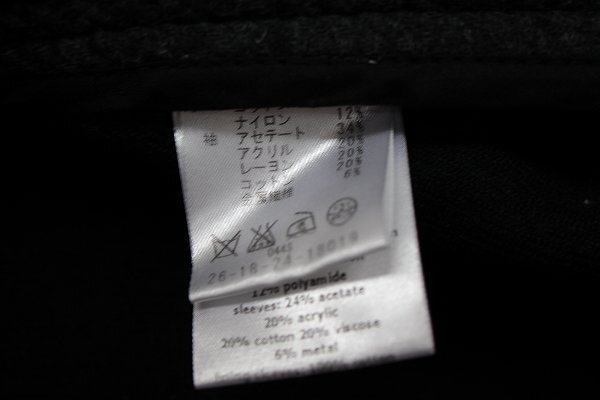 ナイロン 12%
袖 アセテート 34%
アクリル 20%
レーヨン 20%
コットン 20%
金属繊維 6%
0443
26-18-24-18019
12% polyamide
sleeves: 24% acetate
20% acrylic
20% cotton 20% viscose
6% metal